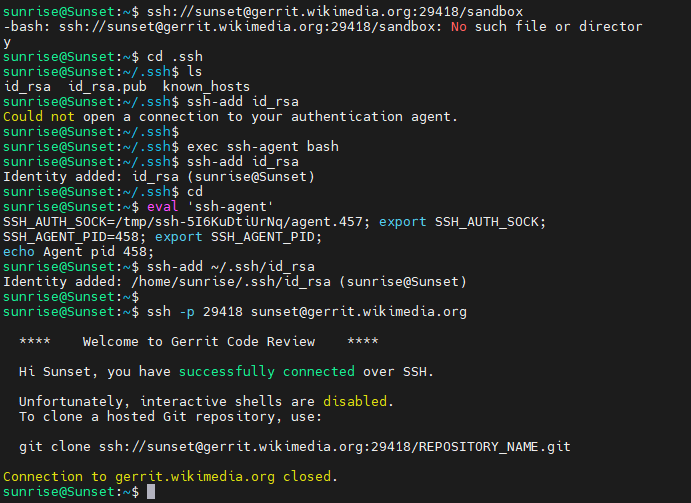 sunrise@Sunset:~$ ssh://sunset@gerrit.wikimedia.org:29418/sandbox
-bash: ssh://sunset@gerrit.wikimedia.org:29418/sandbox: No such file or director
y
sunrise@Sunset:~$ cd .ssh
sunrise@Sunset:~/.ssh$ ls
id_rsa  id_rsa.pub  known_hosts
sunrise@Sunset:~/.ssh$ ssh-add id_rsa
Could not open a connection to your authentication agent.
sunrise@Sunset:~/.ssh$
sunrise@Sunset:~/.ssh$ exec ssh-agent bash
sunrise@Sunset:~/.ssh$ ssh-add id_rsa
Identity added: id_rsa (sunrise@Sunset)
sunrise@Sunset:~/.ssh$ cd
sunrise@Sunset:~$ eval 'ssh-agent'
SSH_AUTH_SOCK=/tmp/ssh-5I6KuDtiUrNq/agent.457; export SSH_AUTH_SOCK;
SSH_AGENT_PID=458; export SSH_AGENT_PID;
echo Agent pid 458;
sunrise@Sunset:~$ ssh-add ~/.ssh/id_rsa
Identity added: /home/sunrise/.ssh/id_rsa (sunrise@Sunset)
sunrise@Sunset:~$
sunrise@Sunset:~$ ssh -p 29418 sunset@gerrit.wikimedia.org
****    Welcome to Gerrit Code Review    ****
Hi Sunset, you have successfully connected over SSH.
Unfortunately, interactive shells are disabled.
To clone a hosted Git repository, use:
git clone ssh://sunset@gerrit.wikimedia.org:29418/REPOSITORY_NAME.git
Connection to gerrit.wikimedia.org closed.
sunrise@Sunset:~$